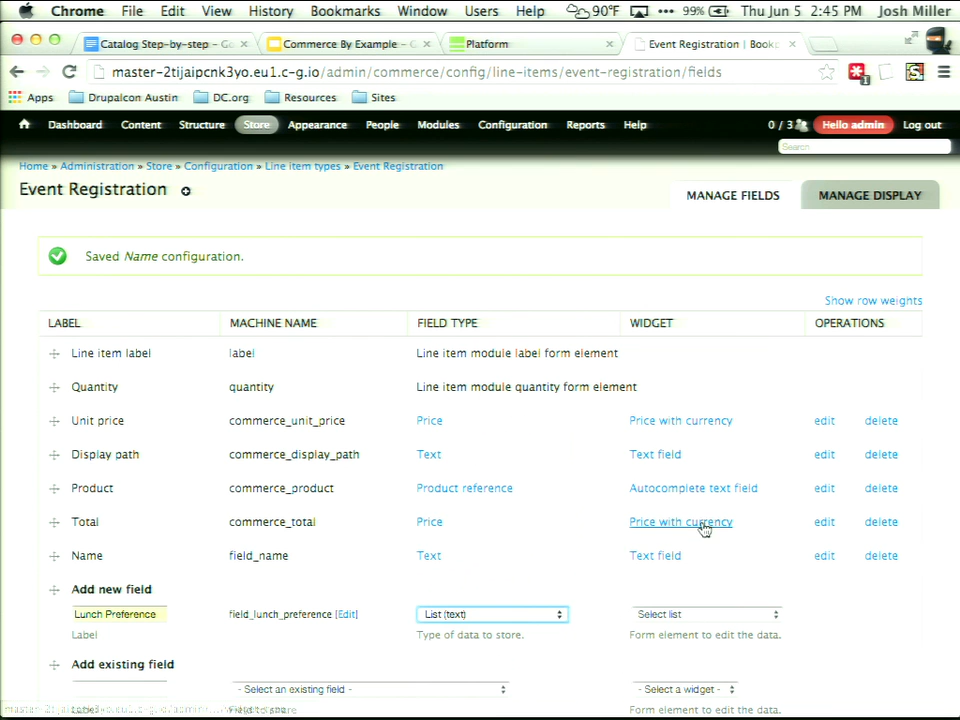 Chrome File Edit View History Bookmarks Window Users Help 90°F 99% Thu Jun 5 2:45 PM Josh Miller
Catalog Step-by-step - Go × Commerce By Example - G × Platform × Event Registration | Book ×
master-2tijaipcnk3yo.eu1.c-g.io/admin/commerce/config/line-items/event-registration/fields
Apps Drupalcon Austin DC.org Resources Sites
Dashboard Content Structure Store Appearance People Modules Configuration Reports Help 0 / 3 Hello admin Log out
Search
Home » Administration » Store » Configuration » Line item types » Event Registration
Event Registration MANAGE FIELDS MANAGE DISPLAY
Saved Name configuration.
Show row weights
LABEL MACHINE NAME FIELD TYPE WIDGET OPERATIONS
Line item label label Line item module label form element
Quantity quantity Line item module quantity form element
Unit price commerce_unit_price Price Price with currency edit delete
Display path commerce_display_path Text Text field edit delete
Product commerce_product Product reference Autocomplete text field edit delete
Total commerce_total Price Price with currency edit delete
Name field_name Text Text field edit delete
Add new field
Lunch Preference field_lunch_preference [Edit] List (text) Select list
Label Type of data to store. Form element to edit the data.
Add existing field
- Select an existing field - - Select a widget -
Form element to edit the data.